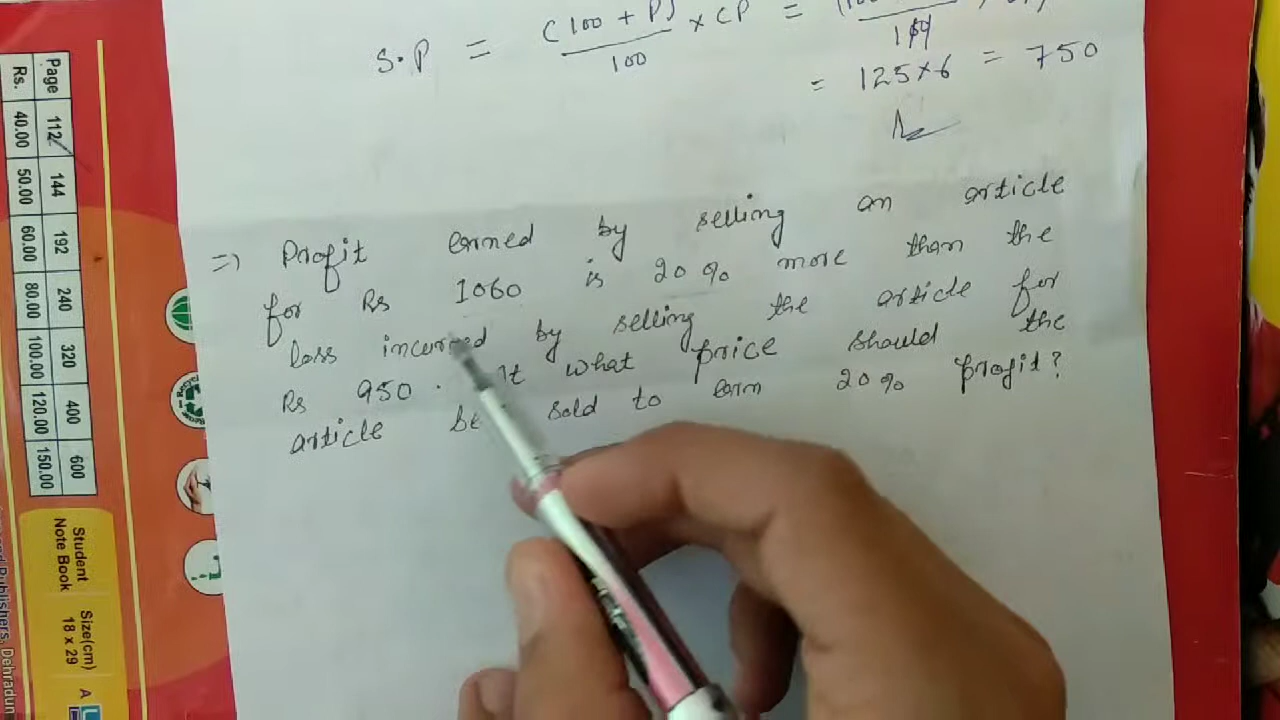 S.P = (100 + P) / 100 × CP =
= 125×6 = 750
=) Profit erned by selling an article
for Rs 1060 is 20% more than the
loss incurred by selling the article for
Rs 950. At what price should the
article be sold to ern 20% profit?
Page 112 144 192 240 320 400 600
Rs. 40.00 50.00 60.00 80.00 100.00 120.00 150.00
Student
Note Book
Size(cm)
18 x 29
A
Publishers, Dehradun